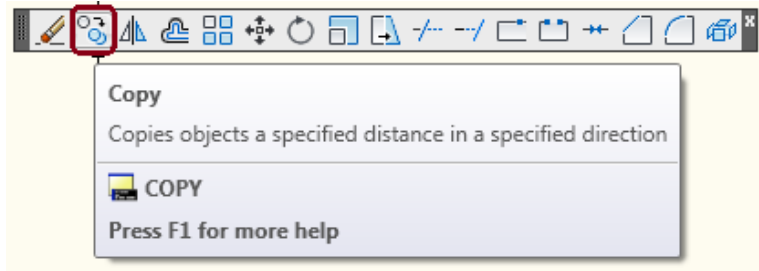 Copy
Copies objects a specified distance in a specified direction
COPY
Press F1 for more help